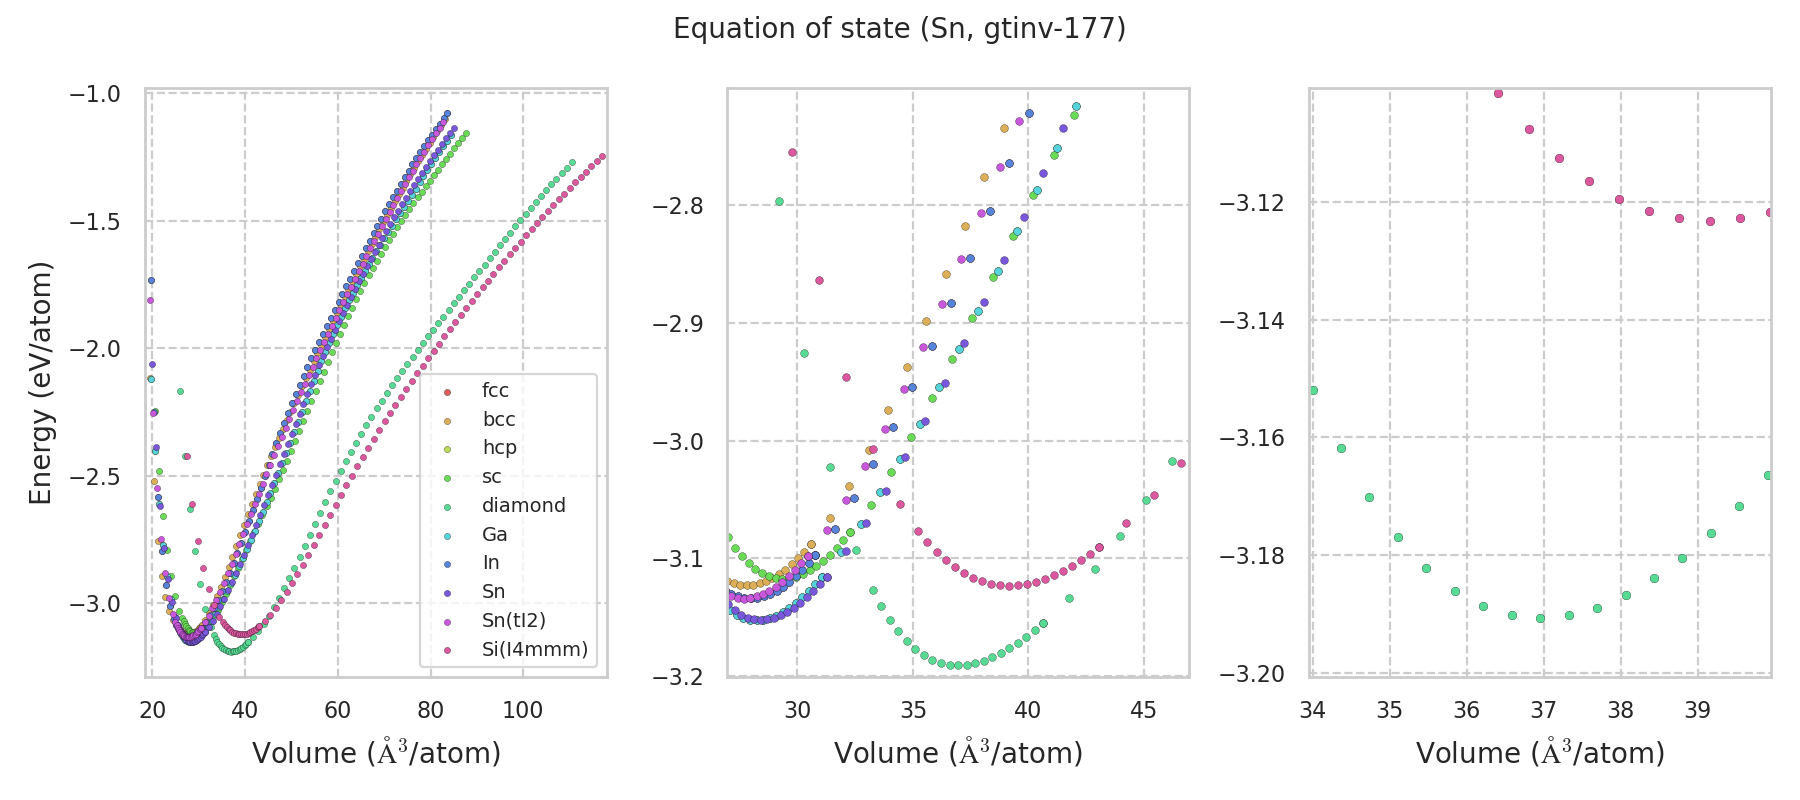 Equation of state (Sn, gtinv-177)
Energy (eV/atom)
−1.0
−1.5
−2.0
−2.5
−3.0
20 40 60 80 100
Volume (Å³/atom)
fcc
bcc
hcp
sc
diamond
Ga
In
Sn
Sn(tI2)
Si(I4mmm)
−2.8
−2.9
−3.0
−3.1
−3.2
30 35 40 45
Volume (Å³/atom)
−3.12
−3.14
−3.16
−3.18
−3.20
34 35 36 37 38 39
Volume (Å³/atom)